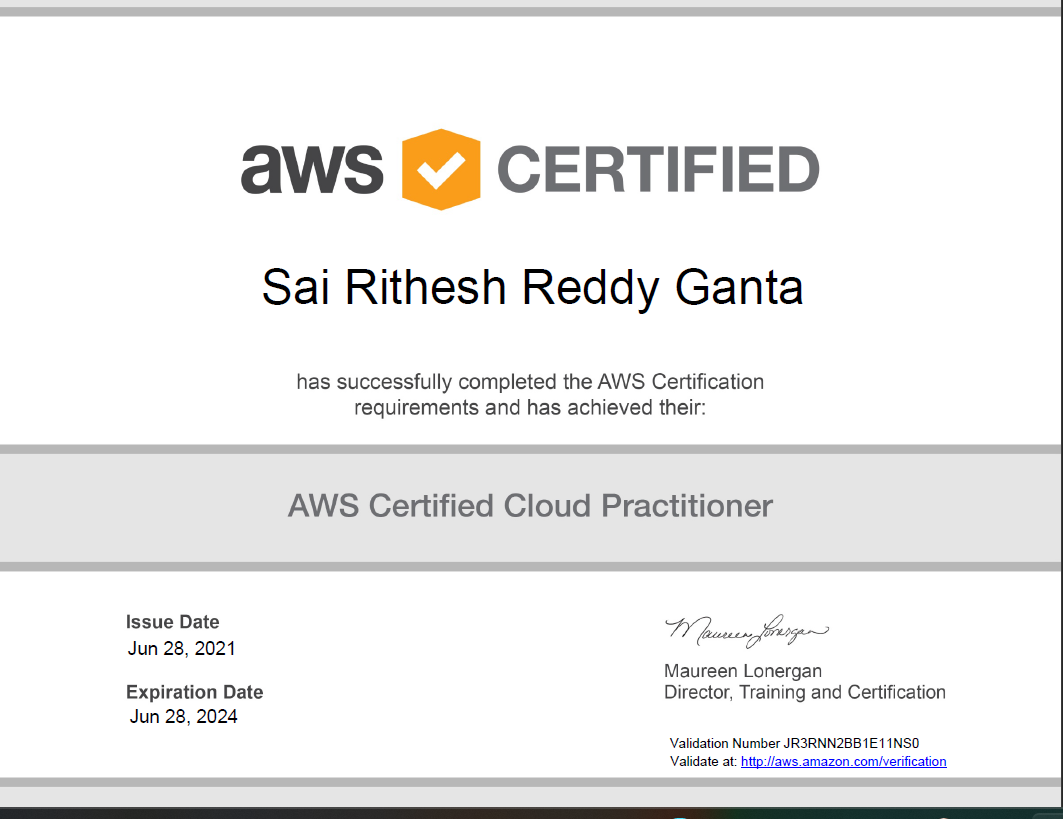 aws CERTIFIED
Sai Rithesh Reddy Ganta
has successfully completed the AWS Certification
requirements and has achieved their:
AWS Certified Cloud Practitioner
Issue Date
Jun 28, 2021
Expiration Date
Jun 28, 2024
Maureen Lonergan
Maureen Lonergan
Director, Training and Certification
Validation Number JR3RNN2BB1E11NS0
Validate at: http://aws.amazon.com/verification